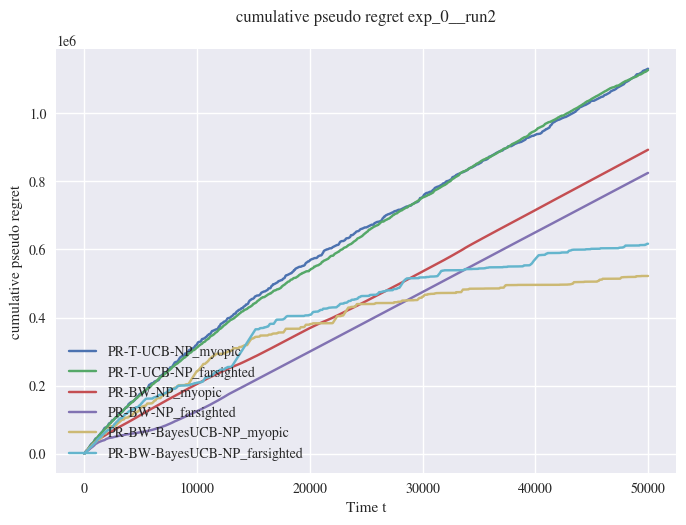 cumulative pseudo regret exp_0__run2
1e6
1.0
0.8
0.6
0.4
0.2
0.0
cumulative pseudo regret
PR-T-UCB-NP_myopic
PR-T-UCB-NP_farsighted
PR-BW-NP_myopic
PR-BW-NP_farsighted
PR-BW-BayesUCB-NP_myopic
PR-BW-BayesUCB-NP_farsighted
0 10000 20000 30000 40000 50000
Time t